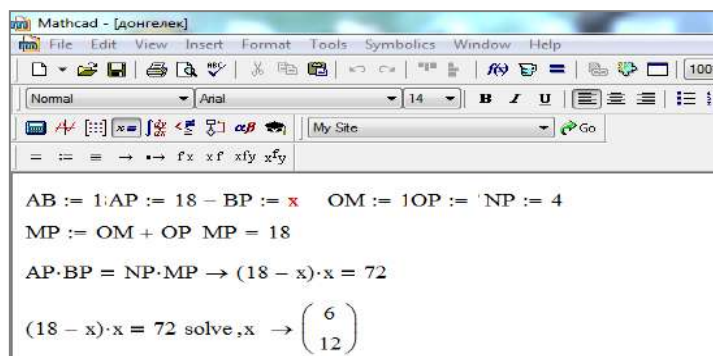 Mathcad - [донгелек]
File Edit View Insert Format Tools Symbolics Window Help
100
Normal Arial 14 B I U
My Site Go
= := ≡ → •→ fx xf xfy xfy
AB := 18 AP := 18 − BP := x OM := 1 OP := NP := 4
MP := OM + OP MP = 18
AP·BP = NP·MP → (18 − x)·x = 72
(18 − x)·x = 72 solve ,x → (6 12)